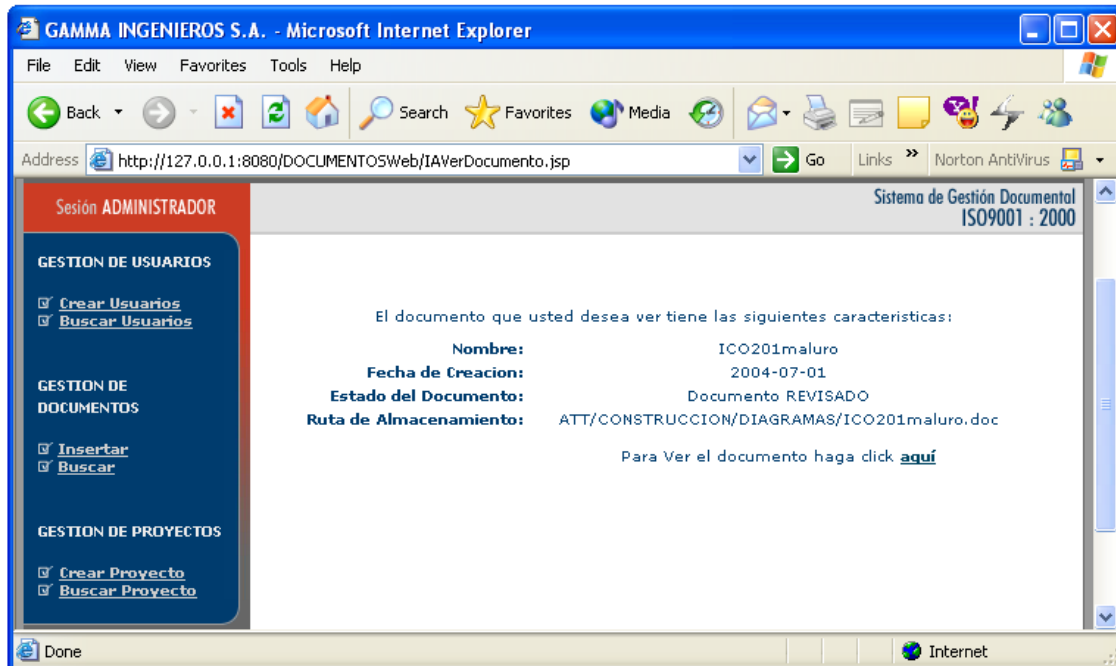 GAMMA INGENIEROS S.A. - Microsoft Internet Explorer
File Edit View Favorites Tools Help
Back Search Favorites Media
Address http://127.0.0.1:8080/DOCUMENTOSWeb/IAVerDocumento.jsp Go Links » Norton AntiVirus
Sesión ADMINISTRADOR
Sistema de Gestión Documental
ISO9001 : 2000
GESTION DE USUARIOS
Crear Usuarios
Buscar Usuarios
GESTION DE
DOCUMENTOS
Insertar
Buscar
GESTION DE PROYECTOS
Crear Proyecto
Buscar Proyecto
El documento que usted desea ver tiene las siguientes caracteristicas:
Nombre: ICO201maluro
Fecha de Creacion: 2004-07-01
Estado del Documento: Documento REVISADO
Ruta de Almacenamiento: ATT/CONSTRUCCION/DIAGRAMAS/ICO201maluro.doc
Para Ver el documento haga click aquí
Done Internet